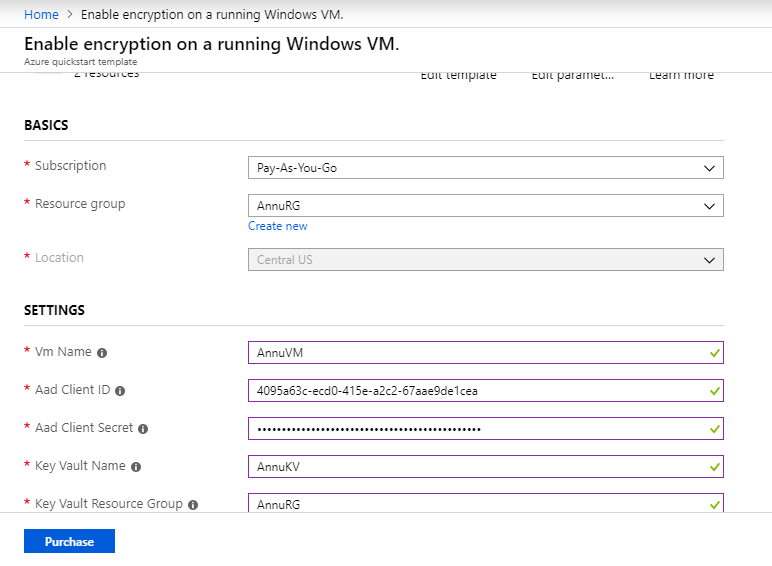 Home > Enable encryption on a running Windows VM.
Enable encryption on a running Windows VM.
Azure quickstart template
2 resources Edit template Edit paramet... Learn more
BASICS
* Subscription Pay-As-You-Go
* Resource group AnnuRG
Create new
* Location Central US
SETTINGS
* Vm Name AnnuVM
* Aad Client ID 4095a63c-ecd0-415e-a2c2-67aae9de1cea
* Aad Client Secret ••••••••••••••••••••••••••••••••••••••••••••
* Key Vault Name AnnuKV
* Key Vault Resource Group AnnuRG
Purchase